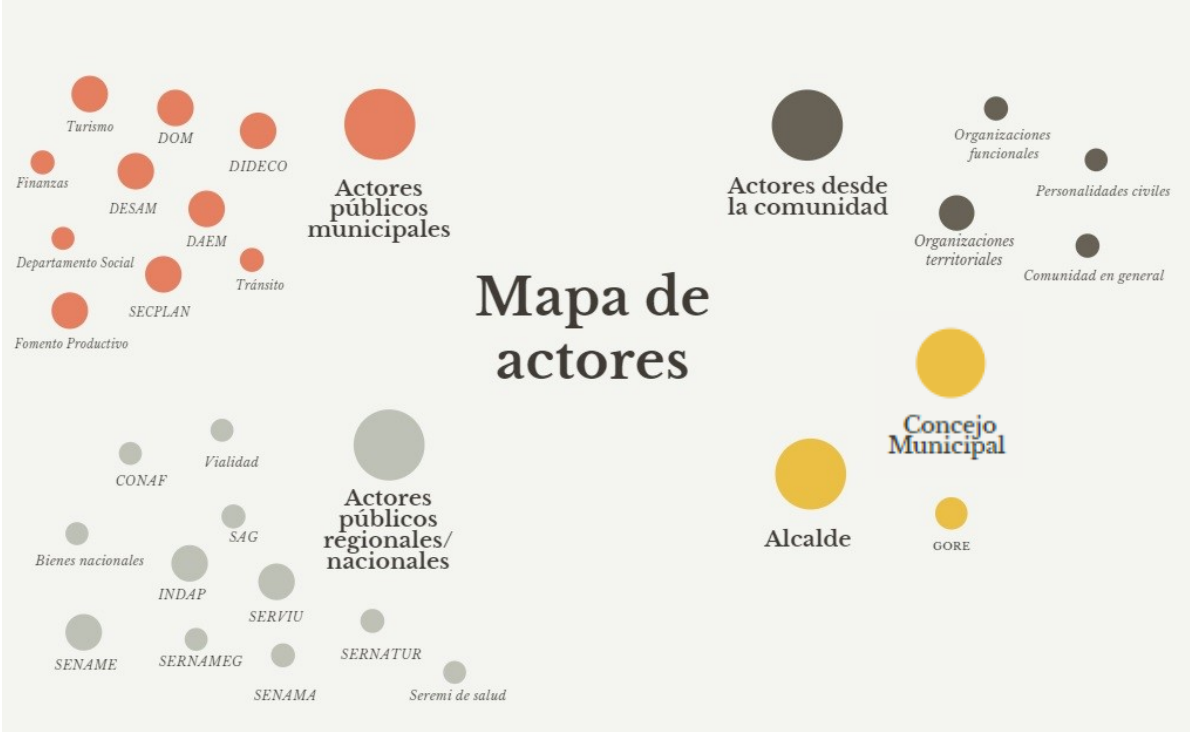 Turismo
DOM
DIDECO
Finanzas
DESAM
DAEM
Departamento Social
SECPLAN
Tránsito
Fomento Productivo
Actores
públicos
municipales
Mapa de
actores
Actores desde
la comunidad
Organizaciones
funcionales
Personalidades civiles
Organizaciones
territoriales
Comunidad en general
Concejo
Municipal
Alcalde
GORE
Actores
públicos
regionales/
nacionales
Vialidad
CONAF
SAG
Bienes nacionales
INDAP
SERVIU
SENAME
SERNAMEG
SERNATUR
SENAMA
Seremi de salud